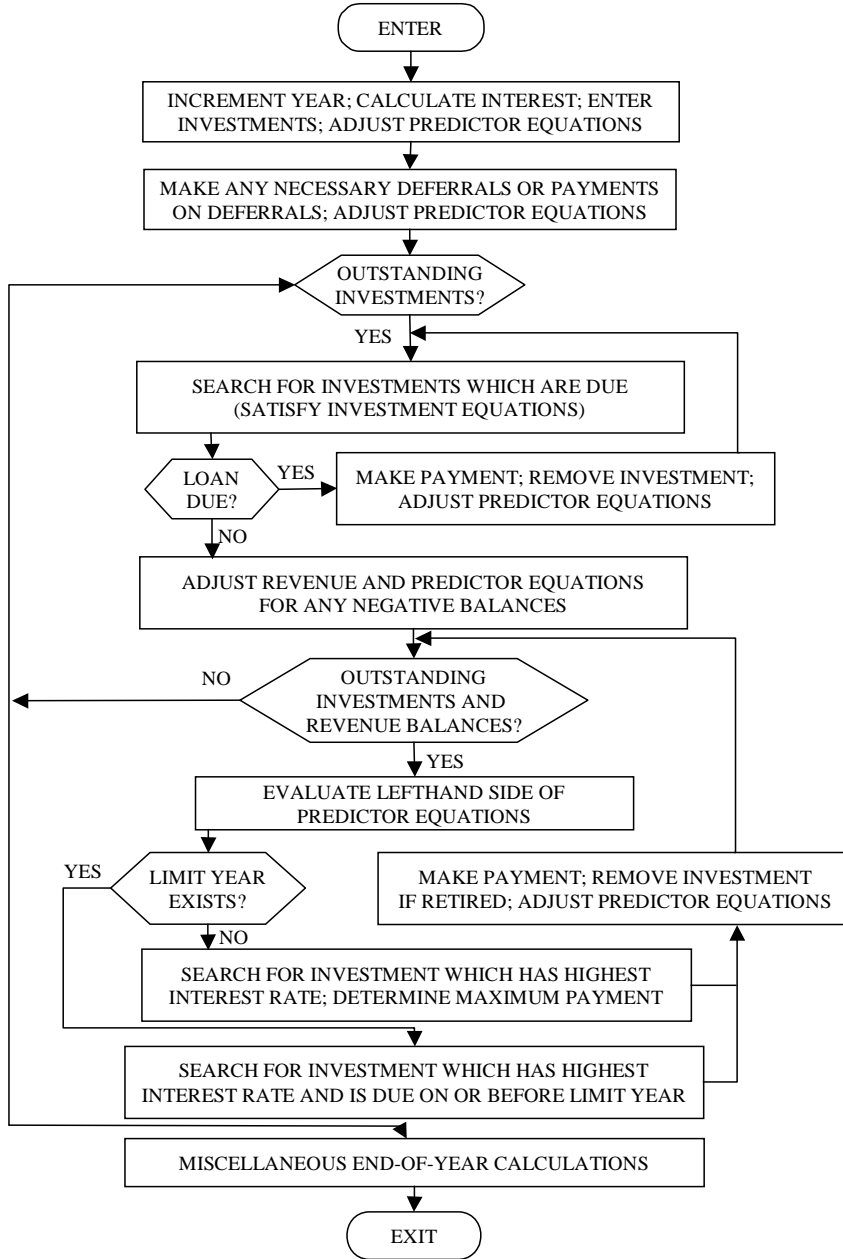 ENTER
INCREMENT YEAR; CALCULATE INTEREST; ENTER
INVESTMENTS; ADJUST PREDICTOR EQUATIONS
MAKE ANY NECESSARY DEFERRALS OR PAYMENTS
ON DEFERRALS; ADJUST PREDICTOR EQUATIONS
OUTSTANDING
INVESTMENTS?
YES
SEARCH FOR INVESTMENTS WHICH ARE DUE
(SATISFY INVESTMENT EQUATIONS)
LOAN
DUE?
YES
MAKE PAYMENT; REMOVE INVESTMENT;
ADJUST PREDICTOR EQUATIONS
NO
ADJUST REVENUE AND PREDICTOR EQUATIONS
FOR ANY NEGATIVE BALANCES
NO
OUTSTANDING
INVESTMENTS AND
REVENUE BALANCES?
YES
EVALUATE LEFTHAND SIDE OF
PREDICTOR EQUATIONS
YES
LIMIT YEAR
EXISTS?
MAKE PAYMENT; REMOVE INVESTMENT
IF RETIRED; ADJUST PREDICTOR EQUATIONS
NO
SEARCH FOR INVESTMENT WHICH HAS HIGHEST
INTEREST RATE; DETERMINE MAXIMUM PAYMENT
SEARCH FOR INVESTMENT WHICH HAS HIGHEST
INTEREST RATE AND IS DUE ON OR BEFORE LIMIT YEAR
MISCELLANEOUS END-OF-YEAR CALCULATIONS
EXIT